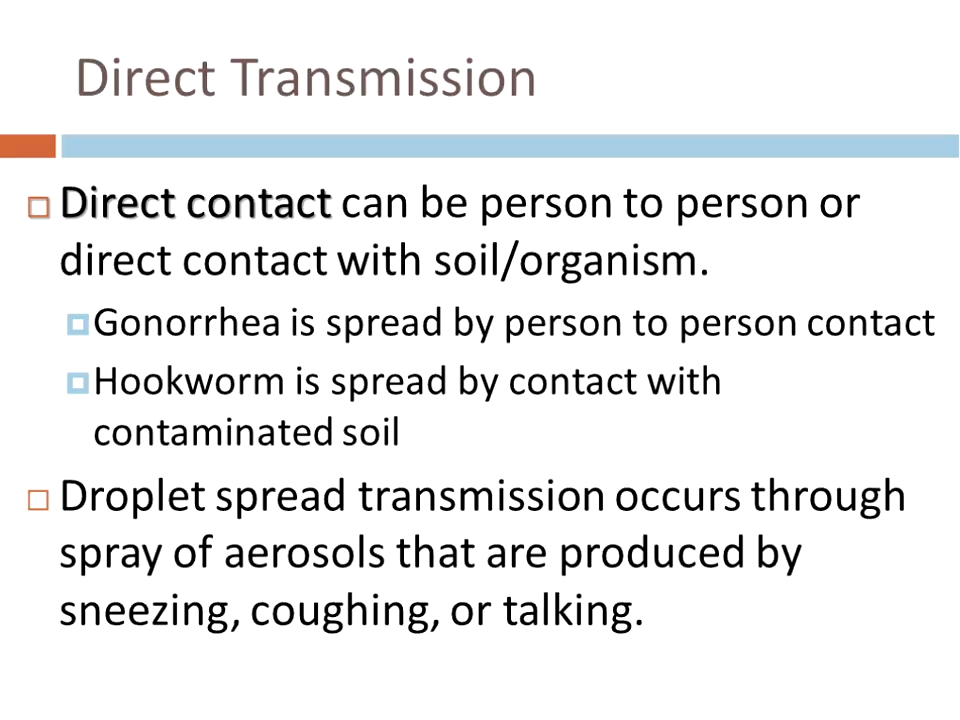 Direct Transmission
Direct contact can be person to person or
direct contact with soil/organism.
Gonorrhea is spread by person to person contact
Hookworm is spread by contact with
contaminated soil
Droplet spread transmission occurs through
spray of aerosols that are produced by
sneezing, coughing, or talking.